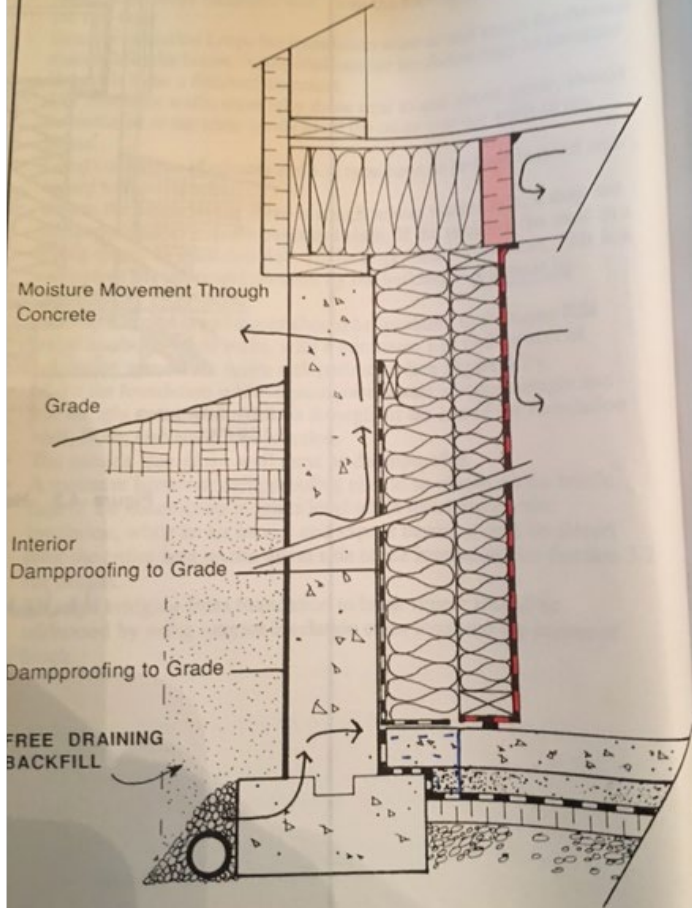 Moisture Movement Through
Concrete
Grade
Interior
Dampproofing to Grade
Dampproofing to Grade
FREE DRAINING
BACKFILL